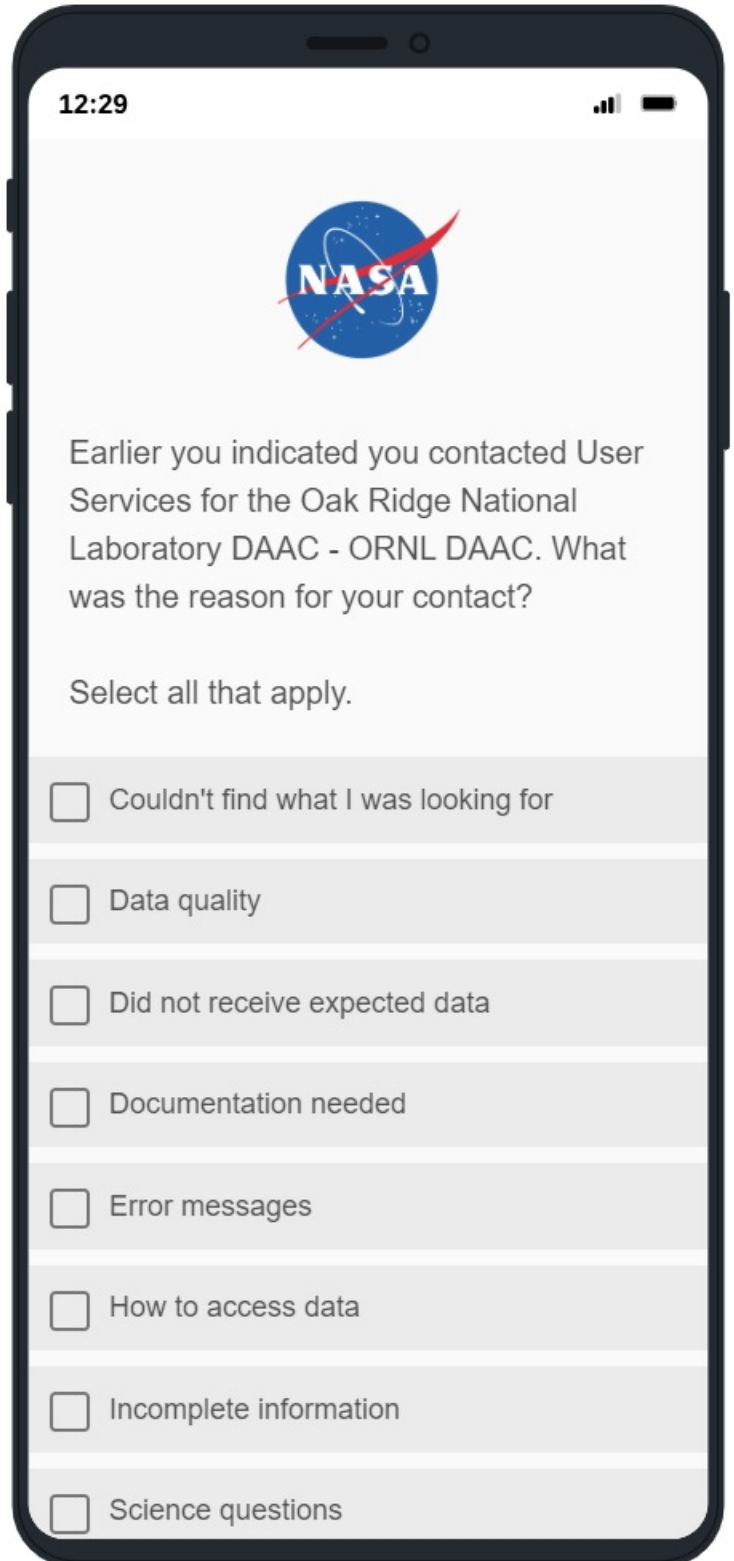 12:29
NASA
Earlier you indicated you contacted User
Services for the Oak Ridge National
Laboratory DAAC - ORNL DAAC. What
was the reason for your contact?
Select all that apply.
Couldn't find what I was looking for
Data quality
Did not receive expected data
Documentation needed
Error messages
How to access data
Incomplete information
Science questions